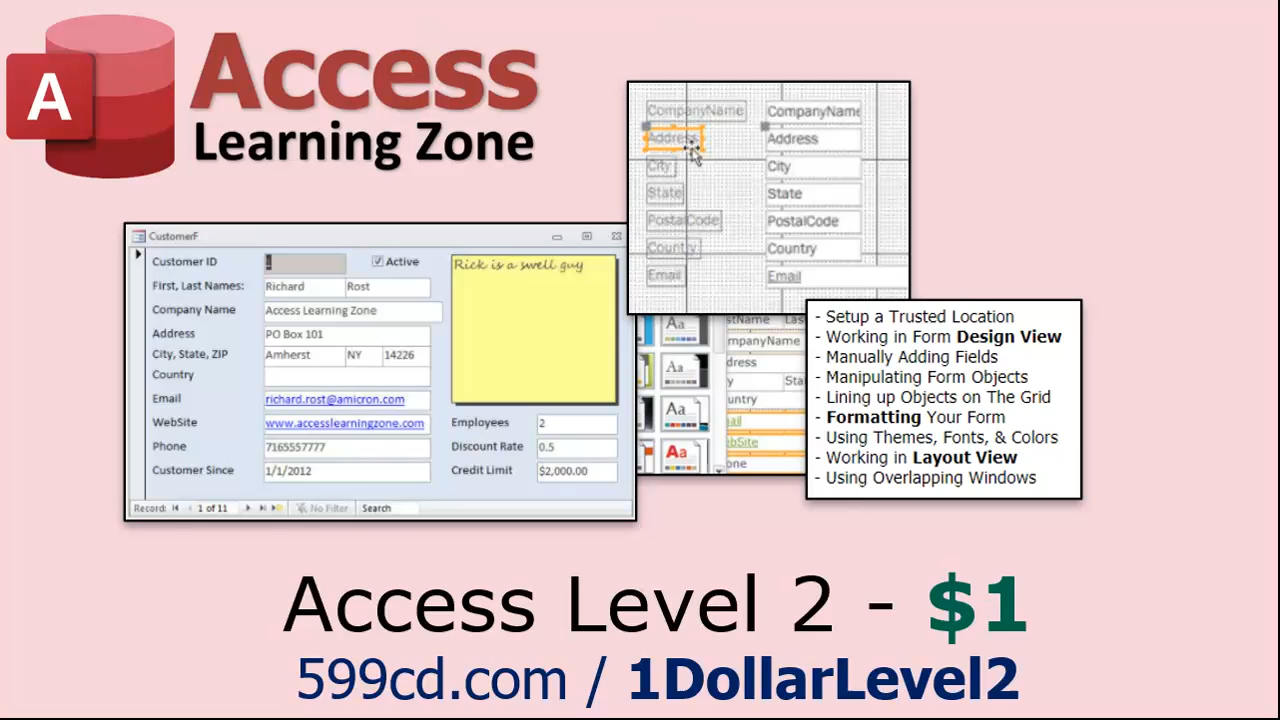 A
Access
Learning Zone
CompanyName CompanyName
Address Address
City City
State State
PostalCode PostalCode
Country Country
Email Email
CustomerF
Customer ID
Active
First, Last Names: Richard Rost
Company Name Access Learning Zone
Address PO Box 101
City, State, ZIP Amherst NY 14226
Country
Email richard.rost@amicron.com
WebSite www.accesslearningzone.com
Phone 7165557777
Customer Since 1/1/2012
Rick is a swell guy
Employees 2
Discount Rate 0.5
Credit Limit $2,000.00
Record: 1 of 11 No Filter Search
Aa
Aa
Aa
Aa
- Setup a Trusted Location
- Working in Form Design View
- Manually Adding Fields
- Manipulating Form Objects
- Lining up Objects on The Grid
- Formatting Your Form
- Using Themes, Fonts, & Colors
- Working in Layout View
- Using Overlapping Windows
Access Level 2 - $1
599cd.com / 1DollarLevel2